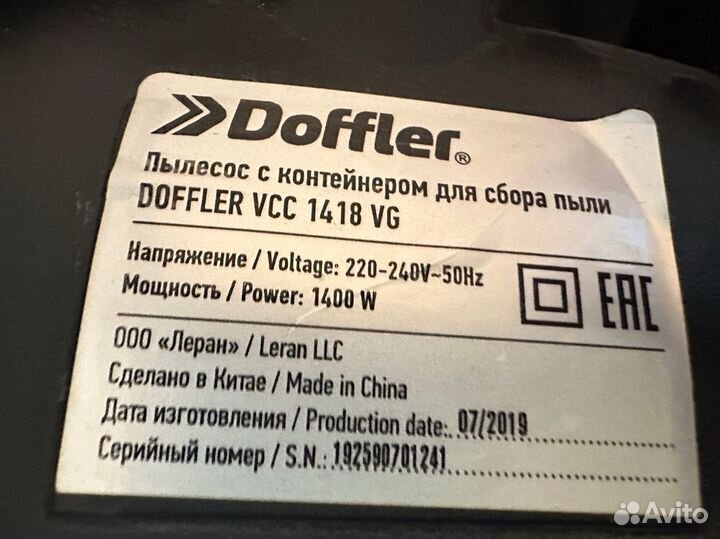 Doffler®
Пылесос с контейнером для сбора пыли
DOFFLER VCC 1418 VG
Напряжение / Voltage: 220-240V~50Hz
Мощность / Power: 1400 W
EAC
ООО «Леран» / Leran LLC
Сделано в Китае / Made in China
Дата изготовления / Production date:. 07/2019
Серийный номер / S.N.: 192590701241
Avito